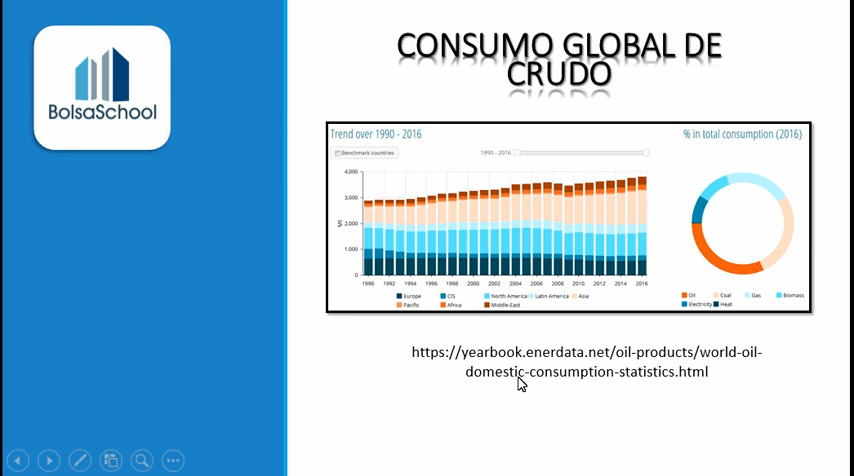 BolsaSchool
CONSUMO GLOBAL DE
CRUDO
Trend over 1990 - 2016
% in total consumption (2016)
Benchmark countries
1990 - 2016
4,000
3,000
2,000
1,000
0
Mt
1990 1992 1994 1996 1998 2000 2002 2004 2006 2008 2010 2012 2014 2016
Europe CIS North America Latin America Asia
Pacific Africa Middle-East
Oil Coal Gas Biomass
Electricity Heat
https://yearbook.enerdata.net/oil-products/world-oil-
domestic-consumption-statistics.html